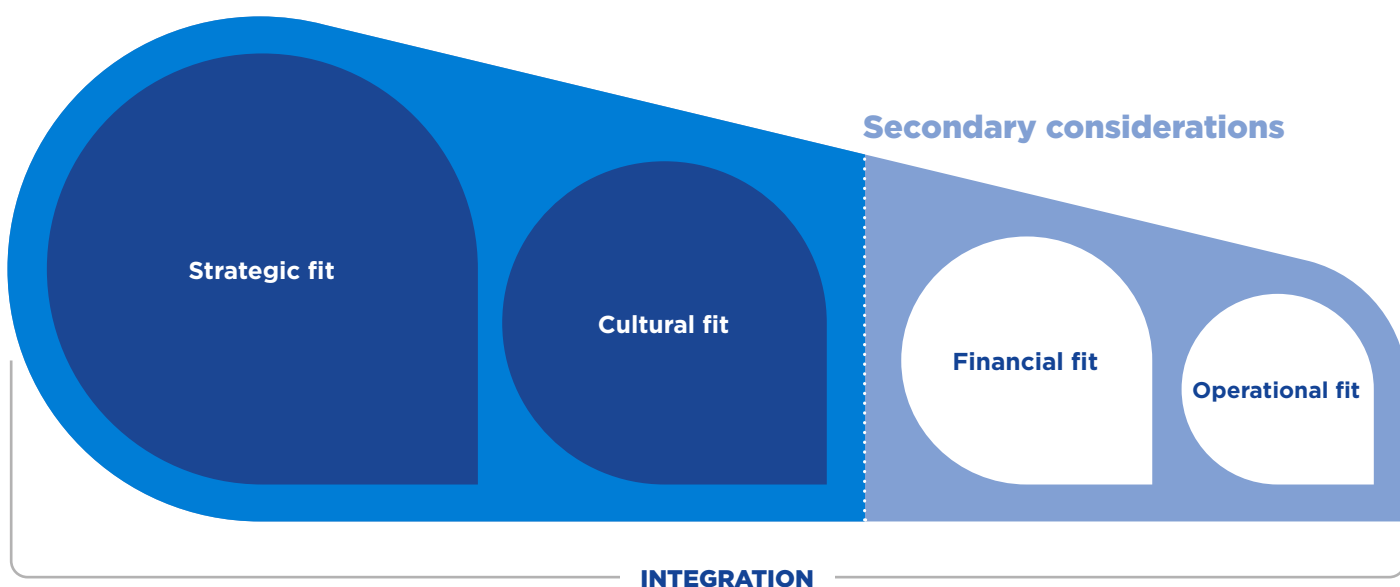 Secondary considerations
Strategic fit
Cultural fit
Financial fit
Operational fit
INTEGRATION